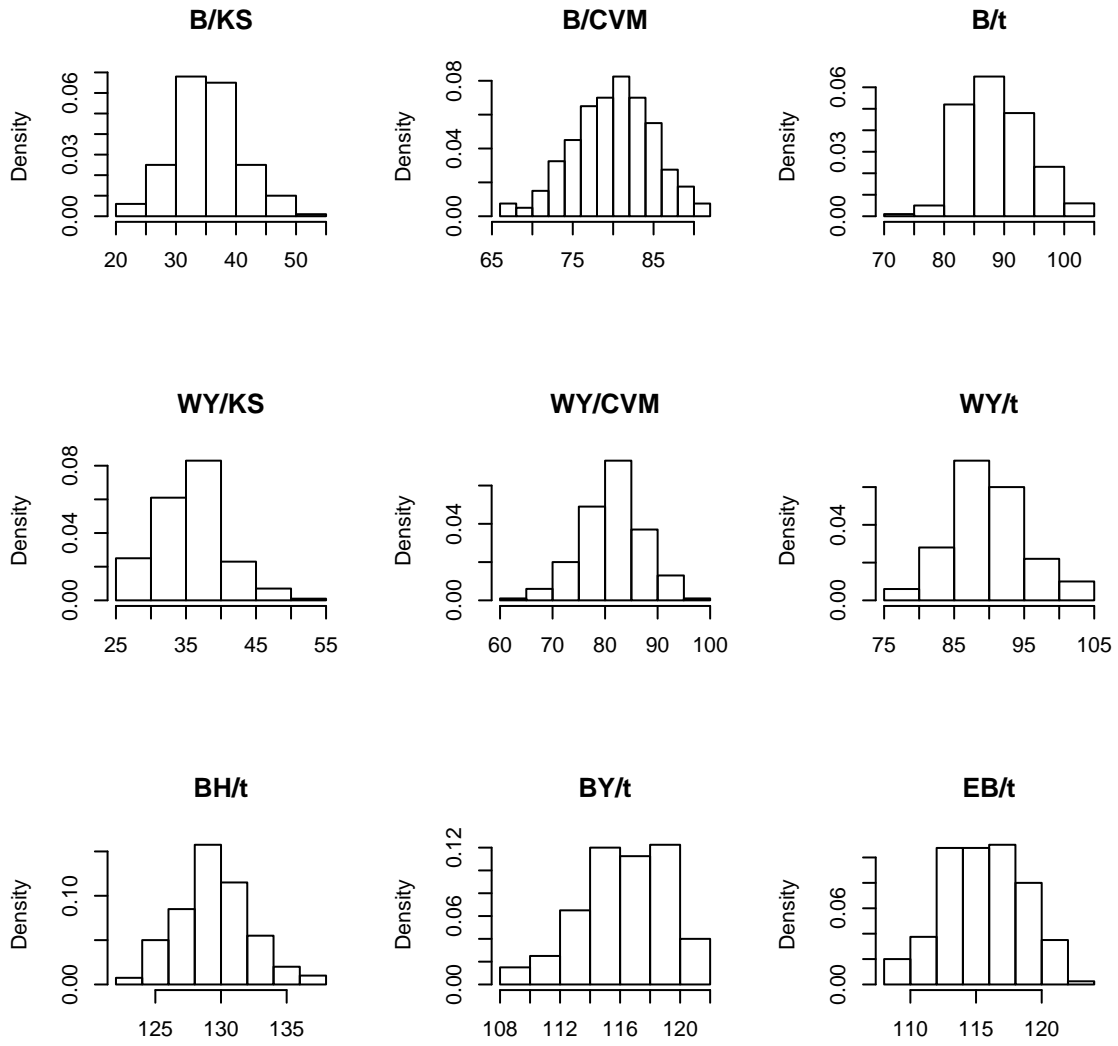 B/KS
Density
0.00 0.03 0.06
20 30 40 50
B/CVM
Density
0.00 0.04 0.08
65 75 85
B/t
Density
0.00 0.03 0.06
70 80 90 100
WY/KS
Density
0.00 0.04 0.08
25 35 45 55
WY/CVM
Density
0.00 0.04
60 70 80 90 100
WY/t
Density
0.00 0.04
75 85 95 105
BH/t
Density
0.00 0.10
125 130 135
BY/t
Density
0.00 0.06 0.12
108 112 116 120
EB/t
Density
0.00 0.06
110 115 120